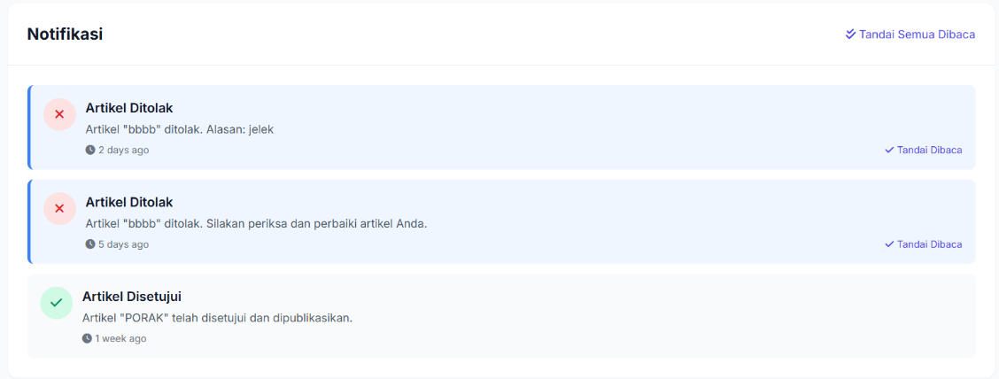 Notifikasi
Tandai Semua Dibaca
Artikel Ditolak
Artikel "bbbb" ditolak. Alasan: jelek
2 days ago
Tandai Dibaca
Artikel Ditolak
Artikel "bbbb" ditolak. Silakan periksa dan perbaiki artikel Anda.
5 days ago
Tandai Dibaca
Artikel Disetujui
Artikel "PORAK" telah disetujui dan dipublikasikan.
1 week ago